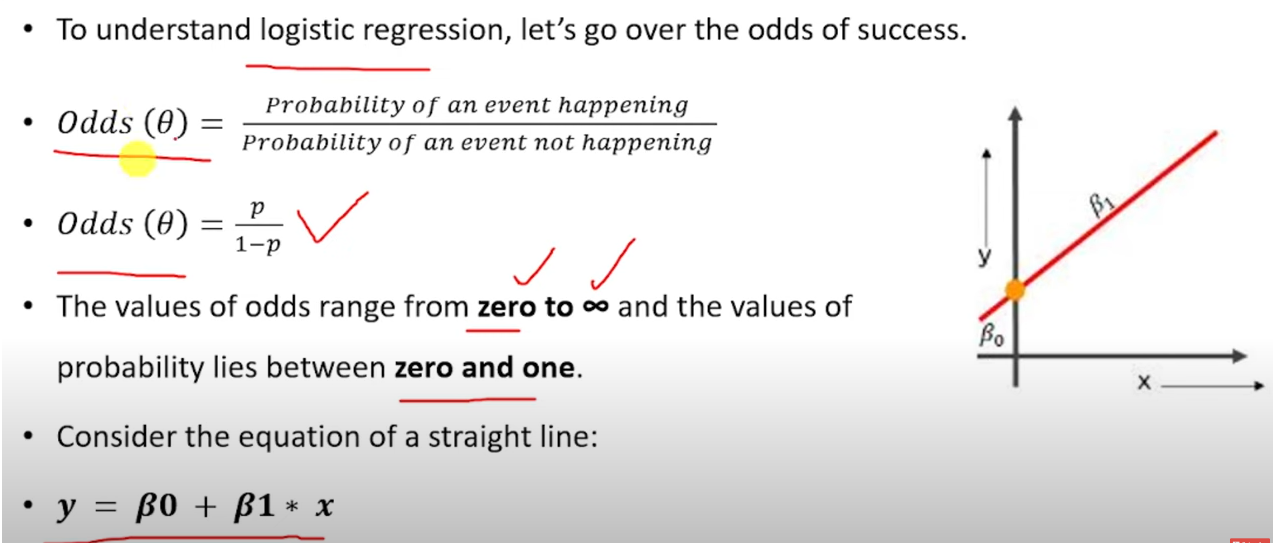 • To understand logistic regression, let's go over the odds of success.
• Odds (θ) = Probability of an event happening / Probability of an event not happening
• Odds (θ) = p / 1−p
• The values of odds range from zero to ∞ and the values of
probability lies between zero and one.
• Consider the equation of a straight line:
• y = β0 + β1 * x
β1
y
β0
x